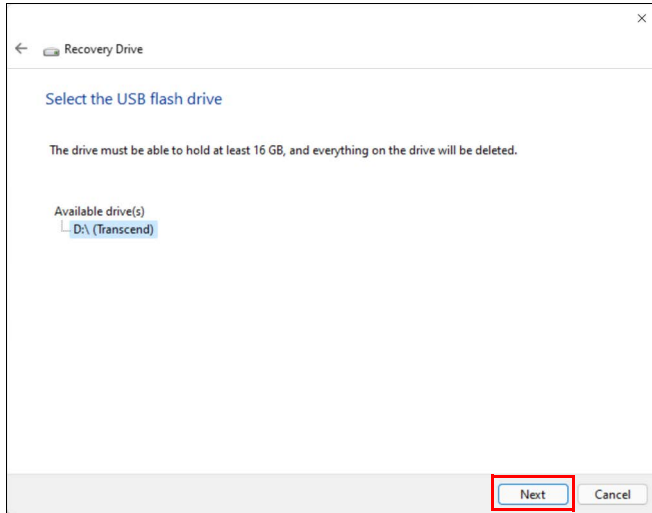 Recovery Drive
Select the USB flash drive
The drive must be able to hold at least 16 GB, and everything on the drive will be deleted.
Available drive(s)
D:\ (Transcend)
Next Cancel